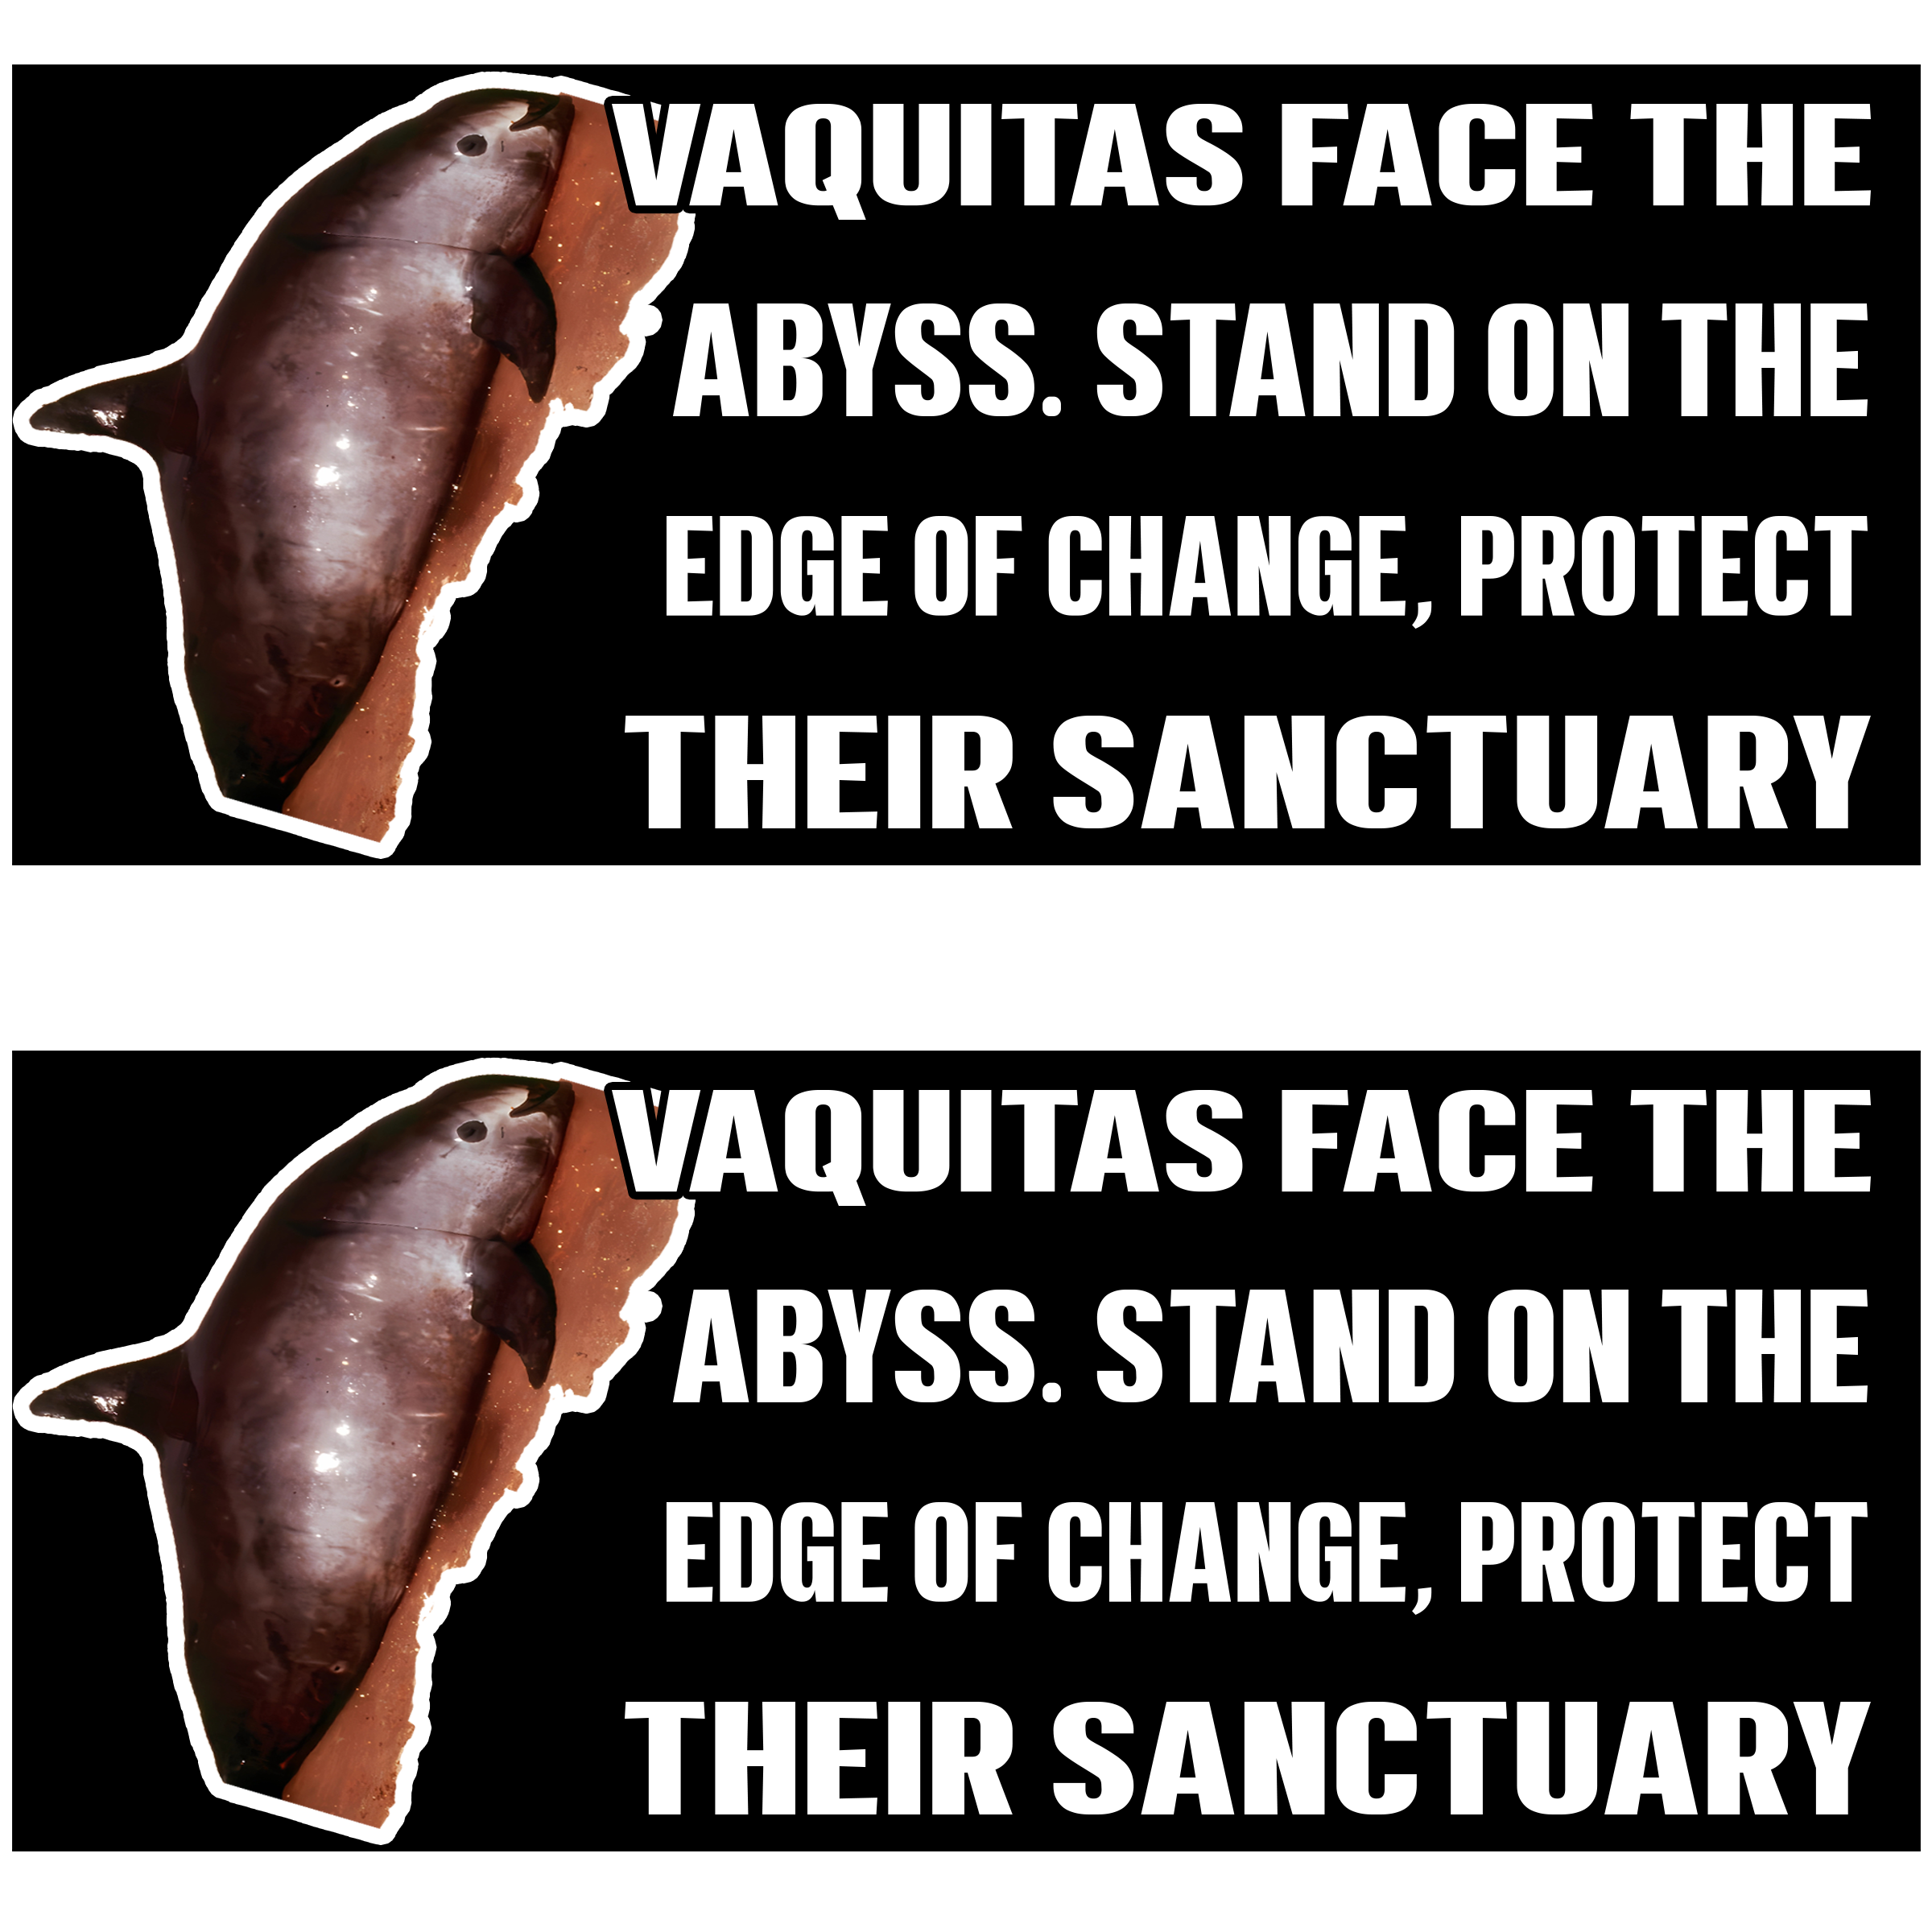 VAQUITAS FACE THE
ABYSS. STAND ON THE
EDGE OF CHANGE, PROTECT
THEIR SANCTUARY
VAQUITAS FACE THE
ABYSS. STAND ON THE
EDGE OF CHANGE, PROTECT
THEIR SANCTUARY